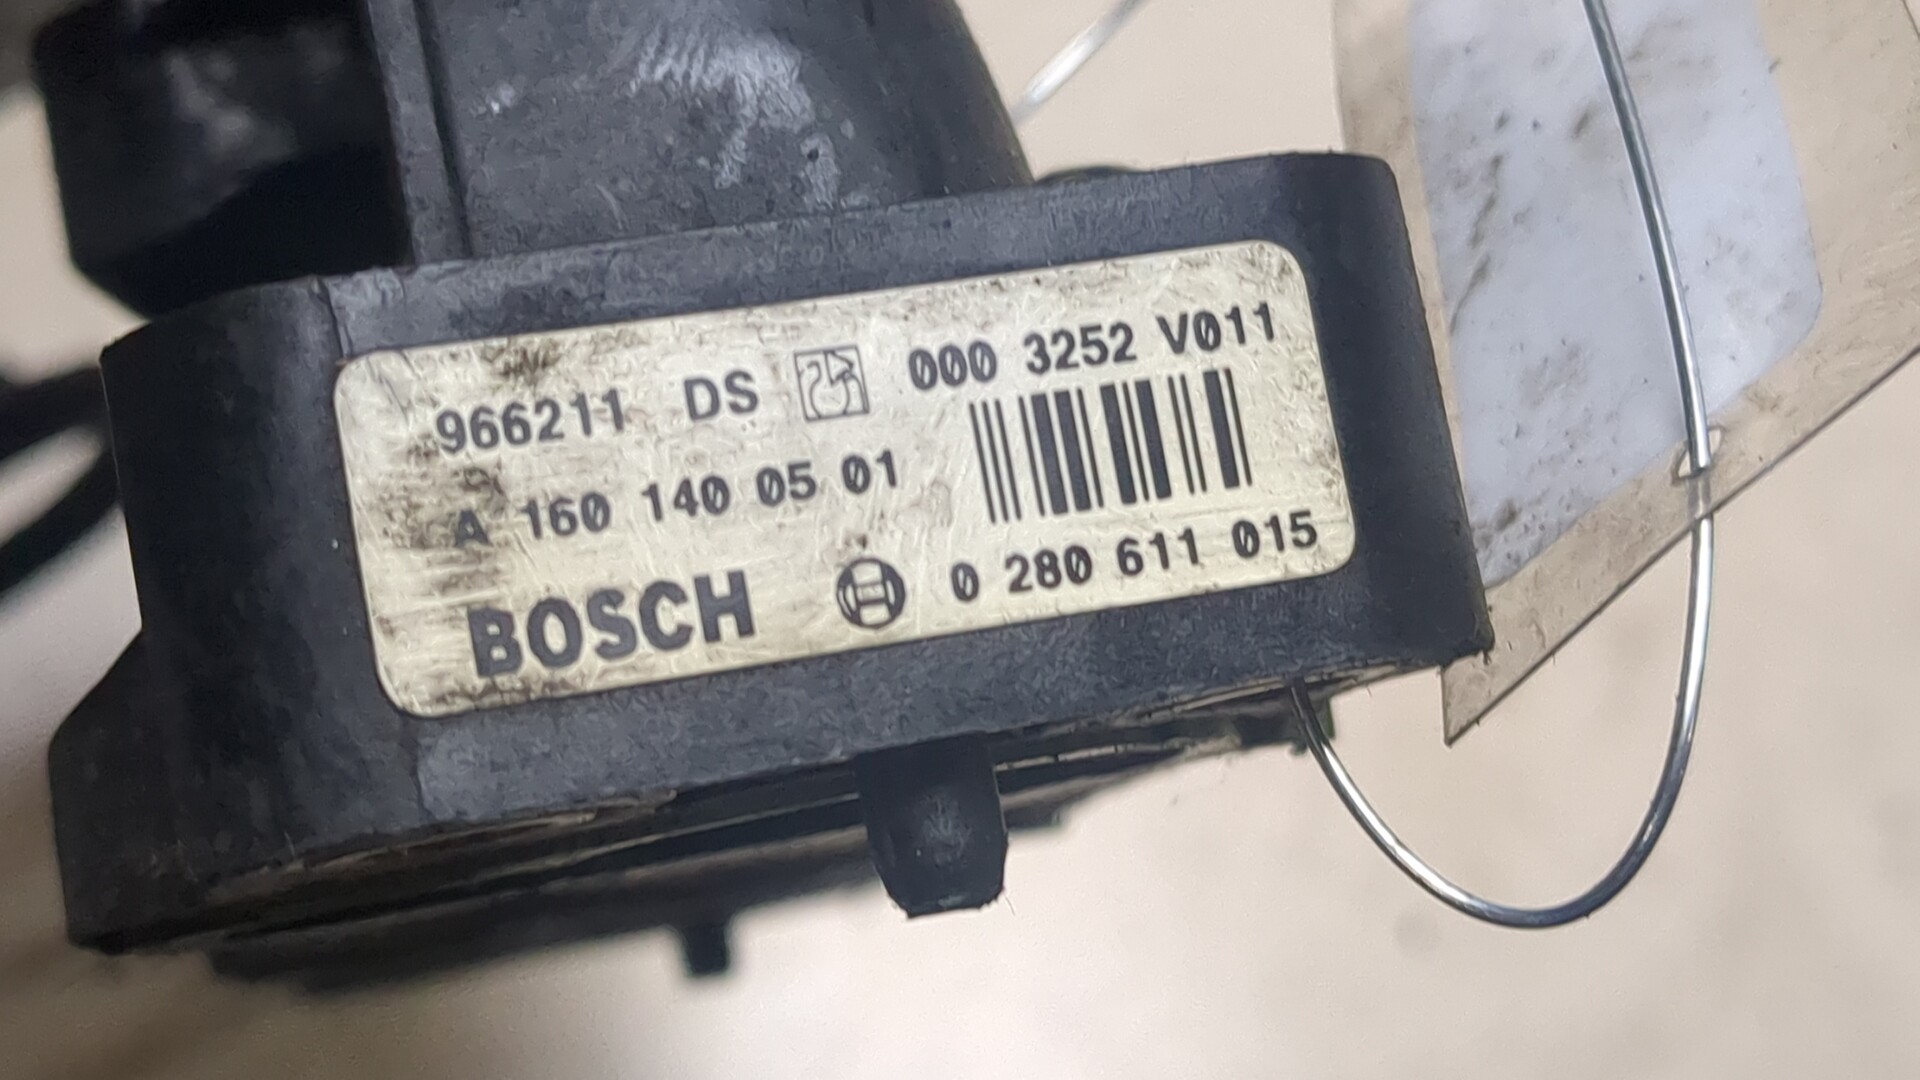 966211 DS 000 3252 V011
A 160 140 05 01
BOSCH 0 280 611 015